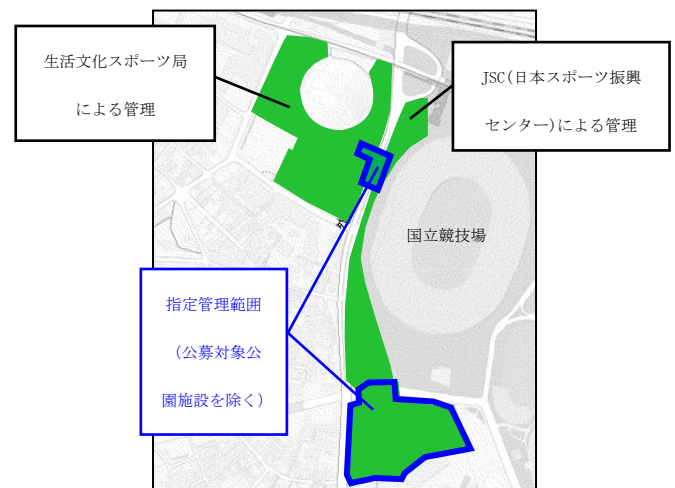 生活文化スポーツ局
による管理
JSC(日本スポーツ振興
センター)による管理
国立競技場
指定管理範囲
(公募対象公
園施設を除く)